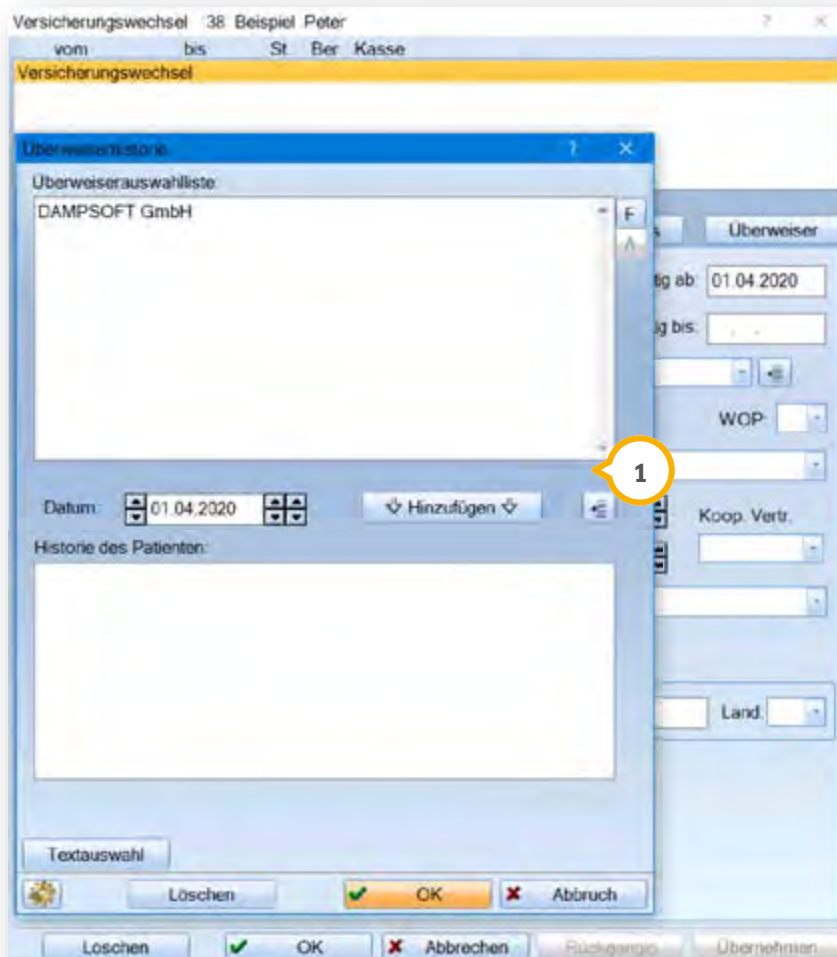 Versicherungswechsel 38 Beispiel Peter ? ×
vom bis St Ber Kasse
Versicherungswechsel
Überweiserhistorie ? ×
Überweiserauswahlliste:
DAMPSOFT GmbH
F
A
s
Überweiser
tig ab: 01.04.2020
ig bis: . .
WOP:
1
Datum: 01.04.2020
Hinzufügen
Koop. Vertr.
Historie des Patienten:
Land:
Textauswahl
Löschen OK Abbruch
Löschen OK Abbrechen Rückgängig Übernehmen